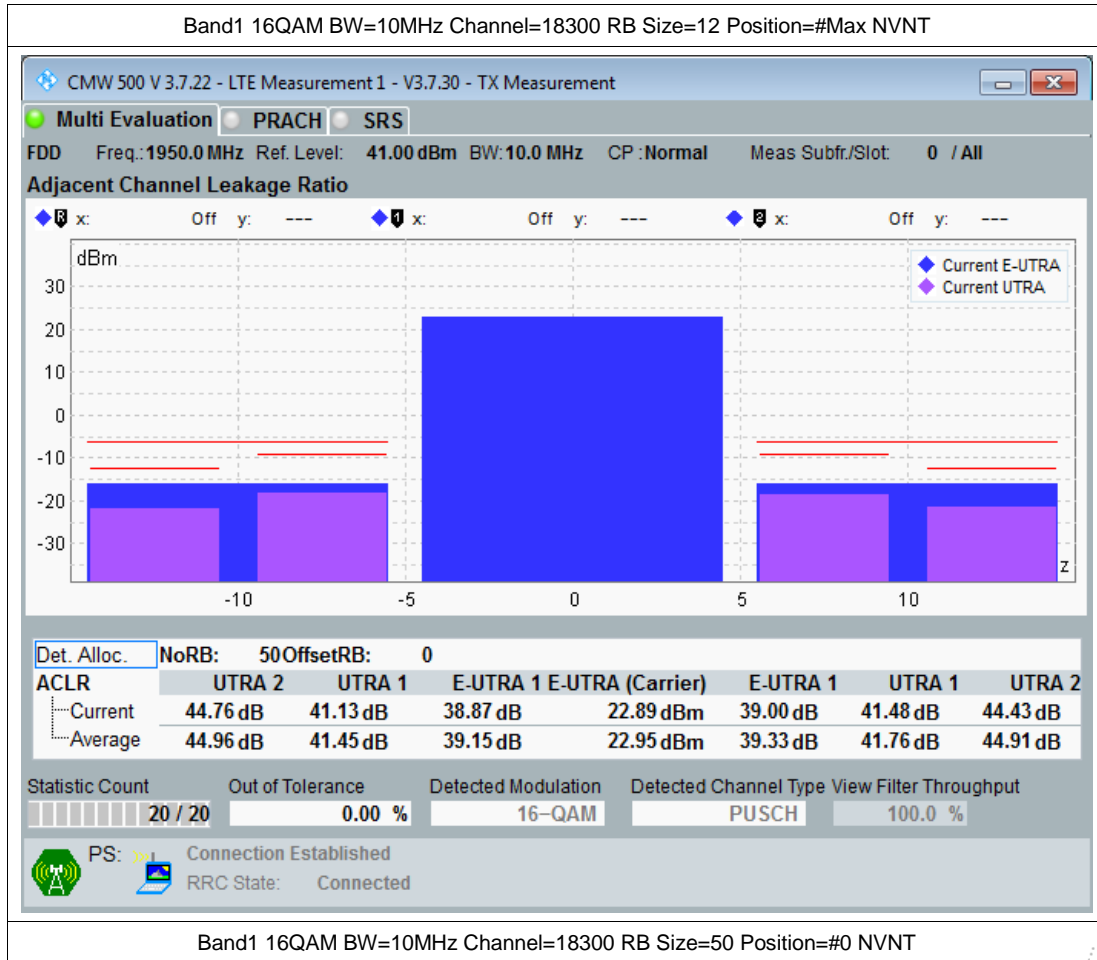 Band1 16QAM BW=10MHz Channel=18300 RB Size=12 Position=#Max NVNT
CMW 500 V 3.7.22 - LTE Measurement 1 - V3.7.30 - TX Measurement
Multi Evaluation PRACH SRS
FDD Freq.: 1950.0 MHz Ref. Level: 41.00 dBm BW: 10.0 MHz CP : Normal Meas Subfr./Slot: 0 / All
Adjacent Channel Leakage Ratio
R x: Off y: --- 1 x: Off y: --- 2 x: Off y: ---
dBm
Current E-UTRA
Current UTRA
30
20
10
0
-10
-20
-30
z
-10 -5 0 5 10
Det. Alloc. NoRB: 50 OffsetRB: 0
ACLR UTRA 2 UTRA 1 E-UTRA 1 E-UTRA (Carrier) E-UTRA 1 UTRA 1 UTRA 2
Current 44.76 dB 41.13 dB 38.87 dB 22.89 dBm 39.00 dB 41.48 dB 44.43 dB
Average 44.96 dB 41.45 dB 39.15 dB 22.95 dBm 39.33 dB 41.76 dB 44.91 dB
Statistic Count Out of Tolerance Detected Modulation Detected Channel Type View Filter Throughput
20 / 20 0.00 % 16-QAM PUSCH 100.0 %
PS: Connection Established
RRC State: Connected
Band1 16QAM BW=10MHz Channel=18300 RB Size=50 Position=#0 NVNT